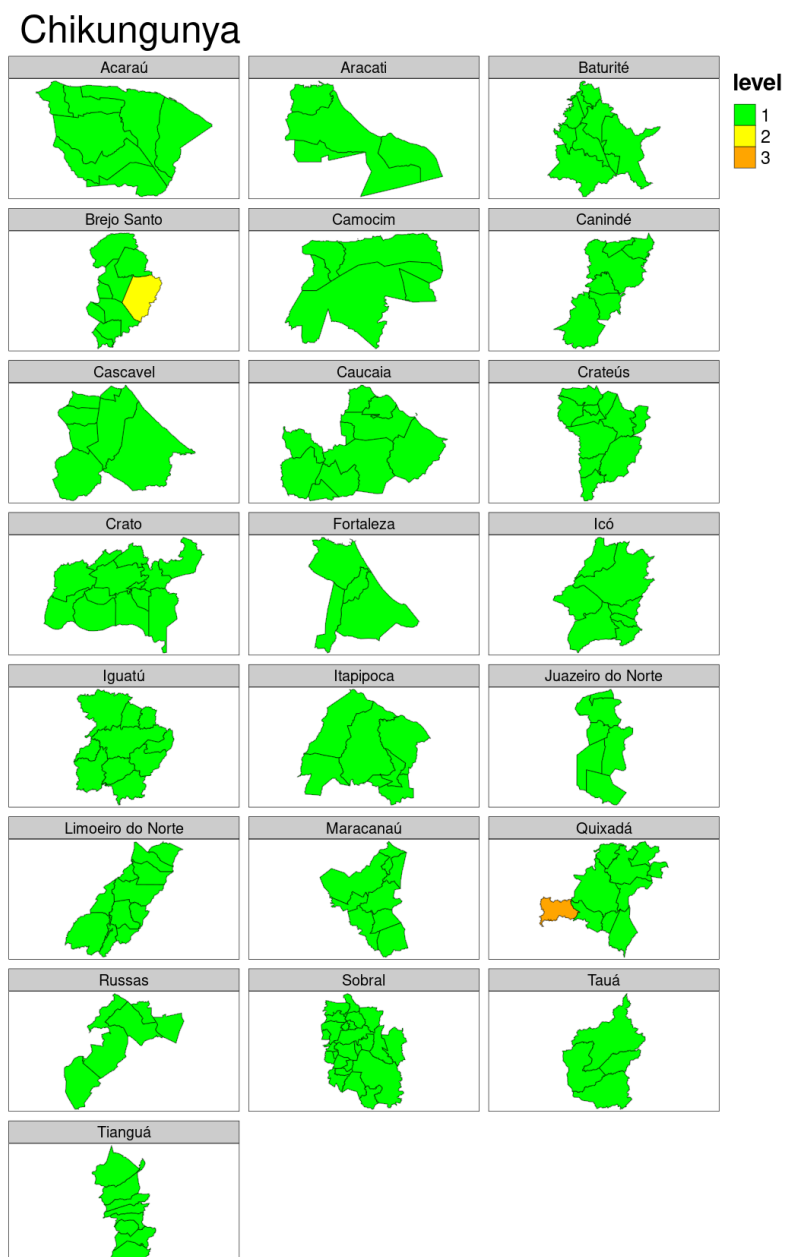 Chikungunya
Acaraú
Aracati
Baturité
level
1
2
3
Brejo Santo
Camocim
Canindé
Cascavel
Caucaia
Crateús
Crato
Fortaleza
Icó
Iguatú
Itapipoca
Juazeiro do Norte
Limoeiro do Norte
Maracanaú
Quixadá
Russas
Sobral
Tauá
Tianguá